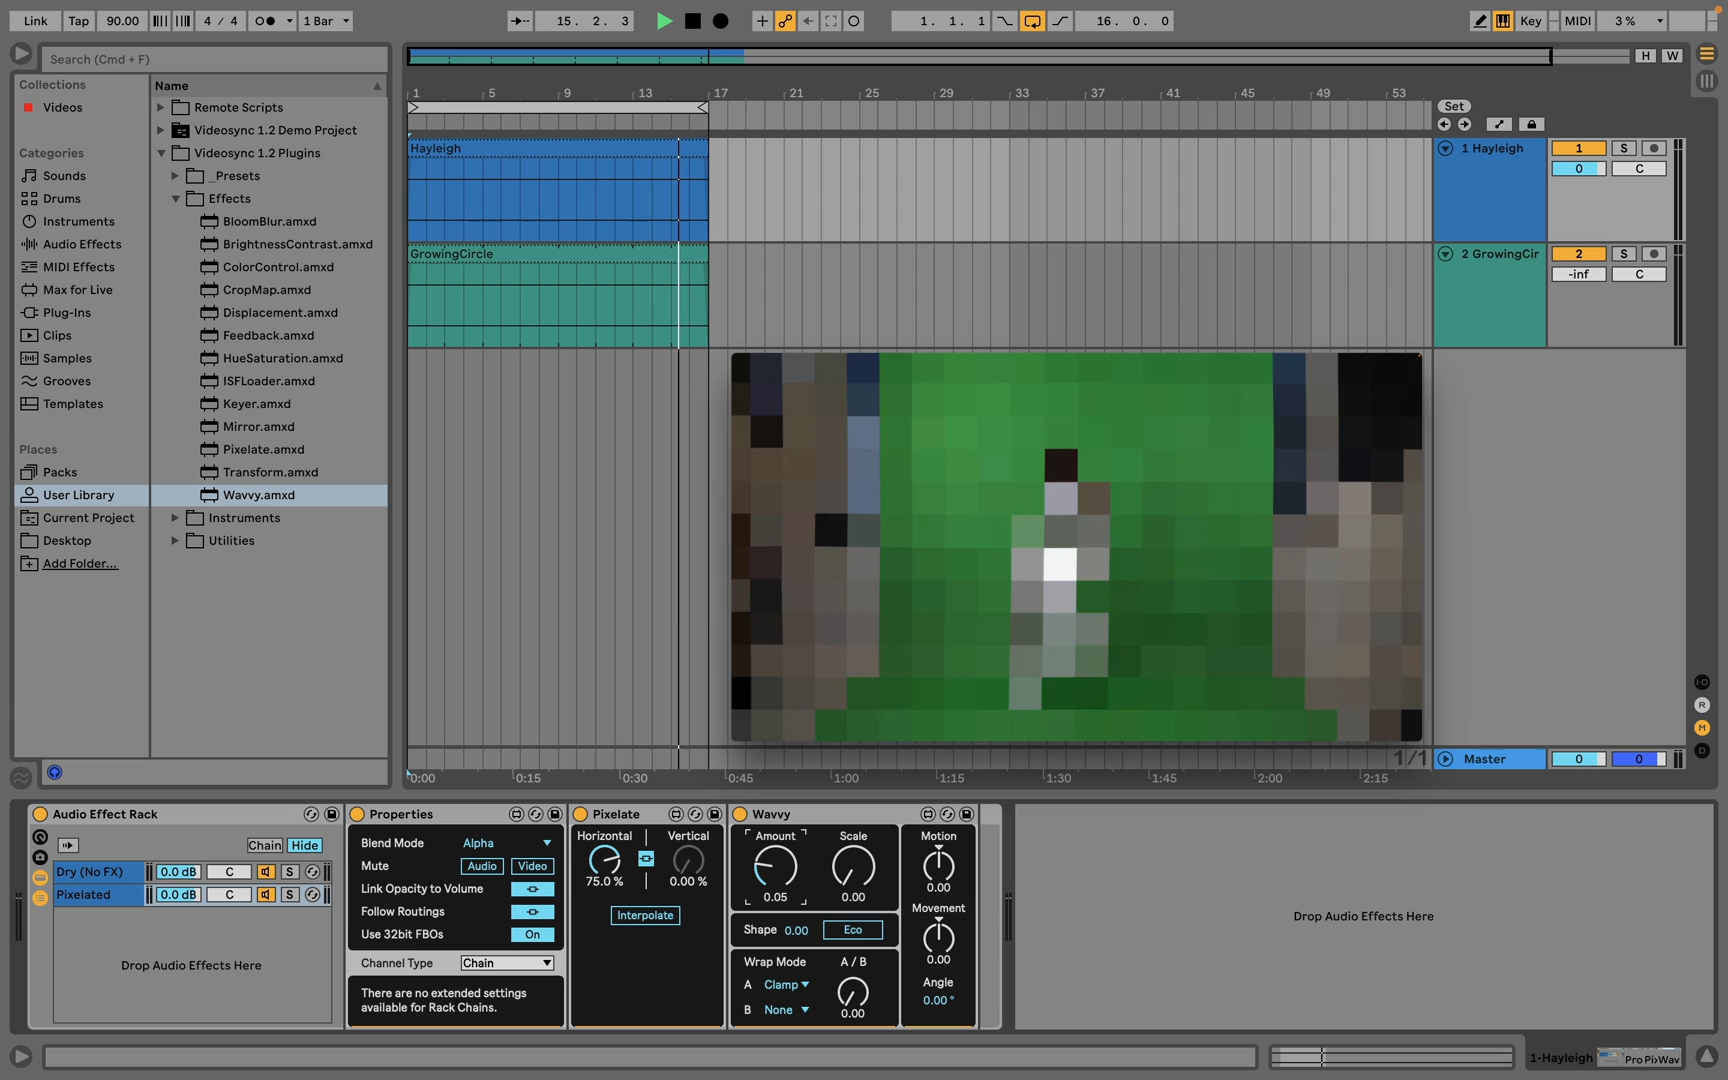 Link Tap 90.00 4 / 4 1 Bar 15. 2. 3 1. 1. 1 16. 0. 0 Key MIDI 3 %
Search (Cmd + F)
H W
Collections
Videos
Categories
Sounds
Drums
Instruments
Audio Effects
MIDI Effects
Max for Live
Plug-Ins
Clips
Samples
Grooves
Templates
Places
Packs
User Library
Current Project
Desktop
Add Folder...
Name
Remote Scripts
Videosync 1.2 Demo Project
Videosync 1.2 Plugins
_Presets
Effects
BloomBlur.amxd
BrightnessContrast.amxd
ColorControl.amxd
CropMap.amxd
Displacement.amxd
Feedback.amxd
HueSaturation.amxd
ISFLoader.amxd
Keyer.amxd
Mirror.amxd
Pixelate.amxd
Transform.amxd
Wavvy.amxd
Instruments
Utilities
1 5 9 13 17 21 25 29 33 37 41 45 49 53
Set
Hayleigh
1 Hayleigh 1 S
0 C
GrowingCircle
2 GrowingCir 2 S
-inf C
1/1
Master 0 0
0:00 0:15 0:30 0:45 1:00 1:15 1:30 1:45 2:00 2:15
I·O
R
M
D
Audio Effect Rack
Chain Hide
Dry (No FX) 0.0 dB C S
Pixelated 0.0 dB C S
Drop Audio Effects Here
Properties
Blend Mode Alpha
Mute Audio Video
Link Opacity to Volume
Follow Routings
Use 32bit FBOs On
Channel Type Chain
There are no extended settings
available for Rack Chains.
Pixelate
Horizontal Vertical
75.0 % 0.00 %
Interpolate
Wavvy
Amount Scale
0.05 0.00
Shape 0.00 Eco
Wrap Mode A / B
A Clamp
B None 0.00
Motion
0.00
Movement
0.00
Angle
0.00 °
Drop Audio Effects Here
1-Hayleigh Pro Pix Wav